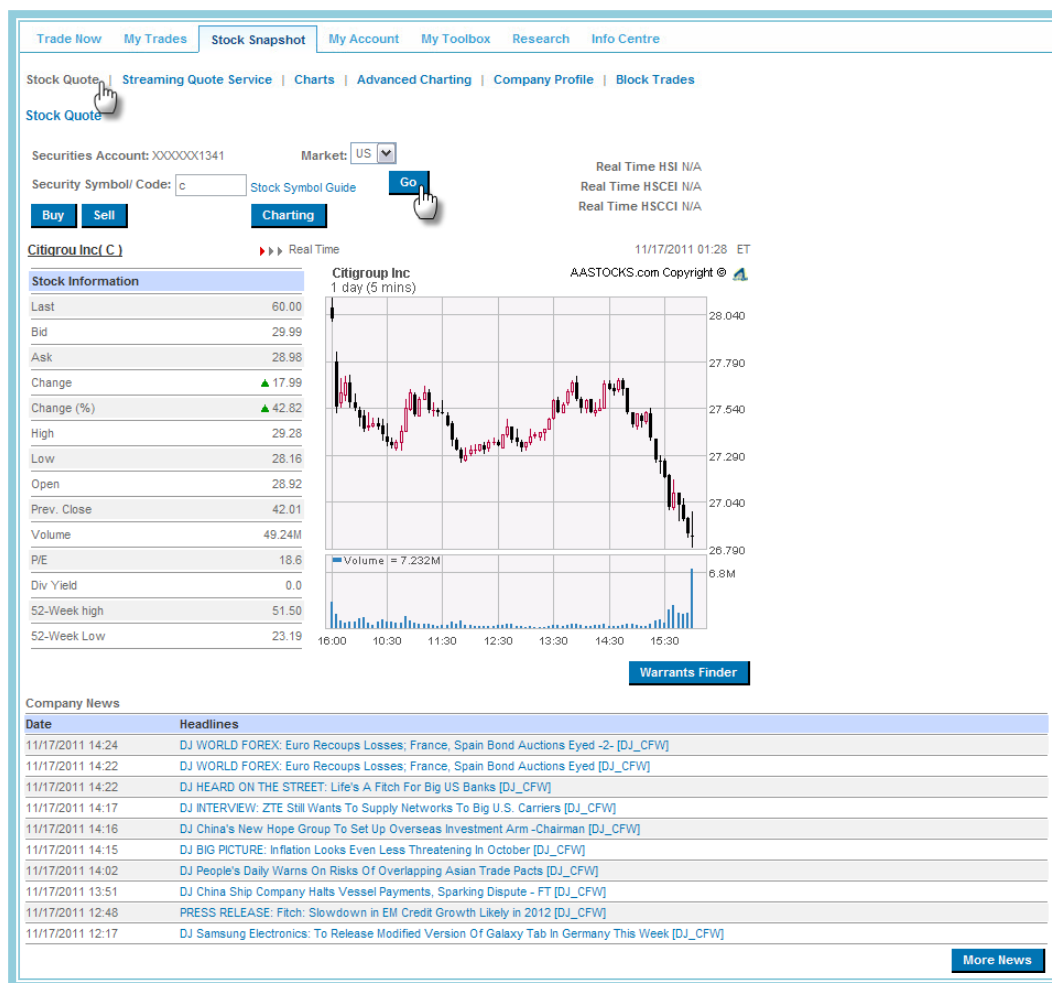 Trade Now My Trades Stock Snapshot My Account My Toolbox Research Info Centre
Stock Quote | Streaming Quote Service | Charts | Advanced Charting | Company Profile | Block Trades
Stock Quote
Securities Account: XXXXXX1341 Market: US
Real Time HSI N/A
Security Symbol/ Code: c Stock Symbol Guide Go
Real Time HSCEI N/A
Real Time HSCCI N/A
Buy Sell Charting
Citigrou Inc( C ) Real Time 11/17/2011 01:28 ET
Citigroup Inc AASTOCKS.com Copyright ©
1 day (5 mins)
Stock Information
Last 60.00
Bid 29.99
Ask 28.98
Change 17.99
Change (%) 42.82
High 29.28
Low 28.16
Open 28.92
Prev. Close 42.01
Volume 49.24M
P/E 18.6
Div Yield 0.0
52-Week high 51.50
52-Week Low 23.19
28.040
27.790
27.540
27.290
27.040
26.790
Volume = 7.232M
6.8M
16:00 10:30 11:30 12:30 13:30 14:30 15:30
Warrants Finder
Company News
Date Headlines
11/17/2011 14:24 DJ WORLD FOREX: Euro Recoups Losses; France, Spain Bond Auctions Eyed -2- [DJ_CFW]
11/17/2011 14:22 DJ WORLD FOREX: Euro Recoups Losses; France, Spain Bond Auctions Eyed [DJ_CFW]
11/17/2011 14:22 DJ HEARD ON THE STREET: Life's A Fitch For Big US Banks [DJ_CFW]
11/17/2011 14:17 DJ INTERVIEW: ZTE Still Wants To Supply Networks To Big U.S. Carriers [DJ_CFW]
11/17/2011 14:16 DJ China's New Hope Group To Set Up Overseas Investment Arm -Chairman [DJ_CFW]
11/17/2011 14:15 DJ BIG PICTURE: Inflation Looks Even Less Threatening In October [DJ_CFW]
11/17/2011 14:02 DJ People's Daily Warns On Risks Of Overlapping Asian Trade Pacts [DJ_CFW]
11/17/2011 13:51 DJ China Ship Company Halts Vessel Payments, Sparking Dispute - FT [DJ_CFW]
11/17/2011 12:48 PRESS RELEASE: Fitch: Slowdown in EM Credit Growth Likely in 2012 [DJ_CFW]
11/17/2011 12:17 DJ Samsung Electronics: To Release Modified Version Of Galaxy Tab In Germany This Week [DJ_CFW]
More News